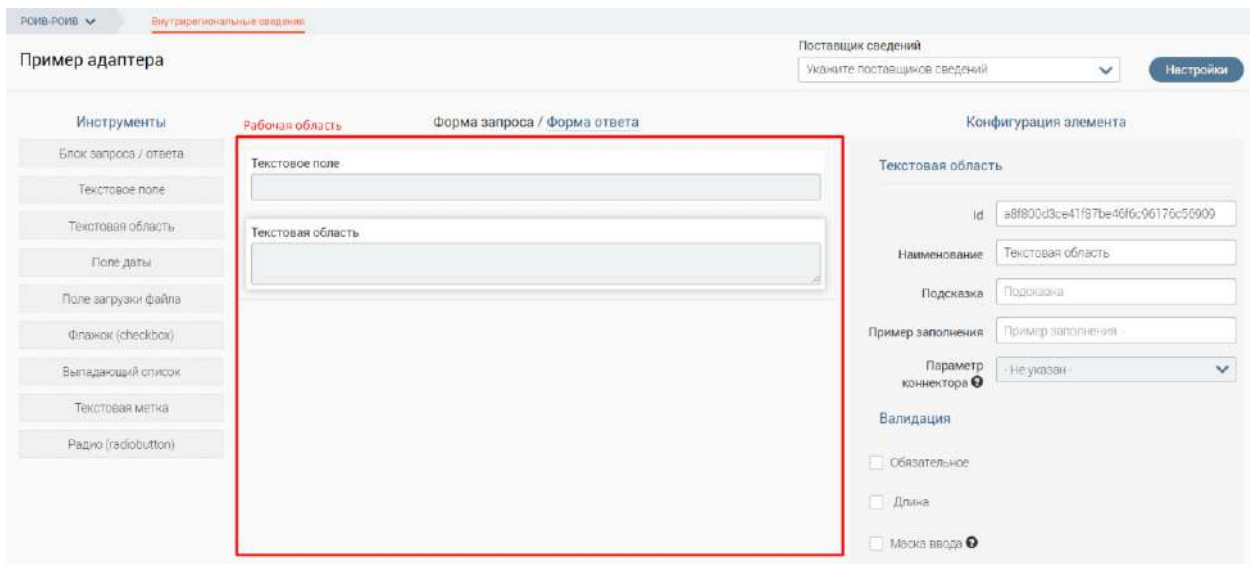 РОИВ-РОИВ
Внутрирегиональные сведения
Пример адаптера
Поставщик сведений
Укажите поставщиков сведений
Настройки
Инструменты
Блок запроса / ответа
Текстовое поле
Текстовая область
Поле даты
Поле загрузки файла
Флажок (checkbox)
Выпадающий список
Текстовая метка
Радио (radiobutton)
Рабочая область
Форма запроса / Форма ответа
Текстовое поле
Текстовая область
Конфигурация элемента
Текстовая область
Id
a8f800d3ce41f87be46f6c96176c56909
Наименование
Текстовая область
Подсказка
Подсказка
Пример заполнения
Пример заполнения
Параметр
коннектора
- Не указан -
Валидация
Обязательное
Длина
Маска ввода